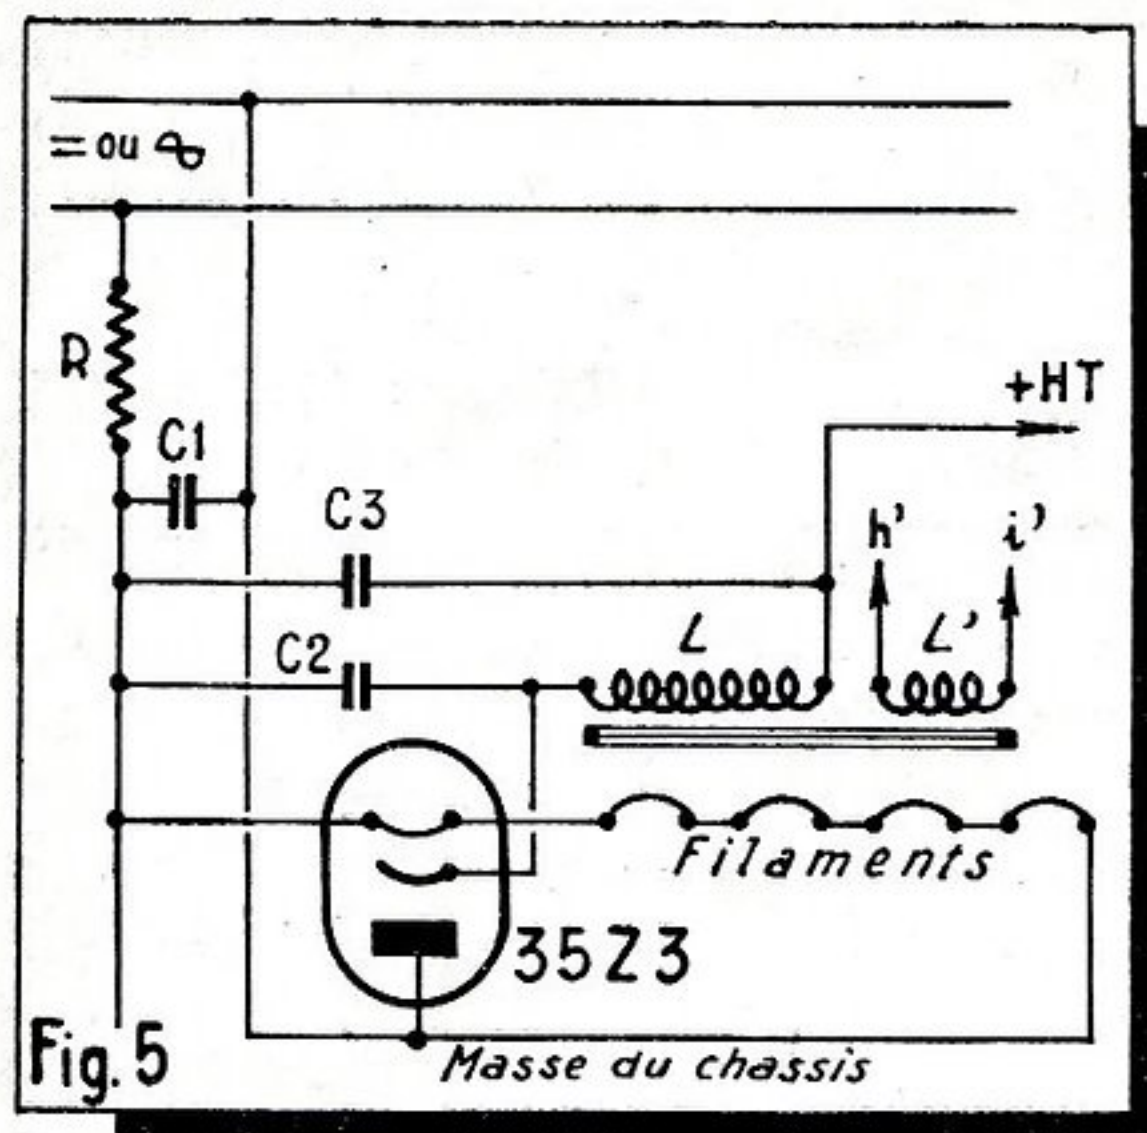 = ou ∿
R
C1
+HT
C3
h'
i'
C2
L
L'
Filaments
35Z3
Fig. 5
Masse du chassis